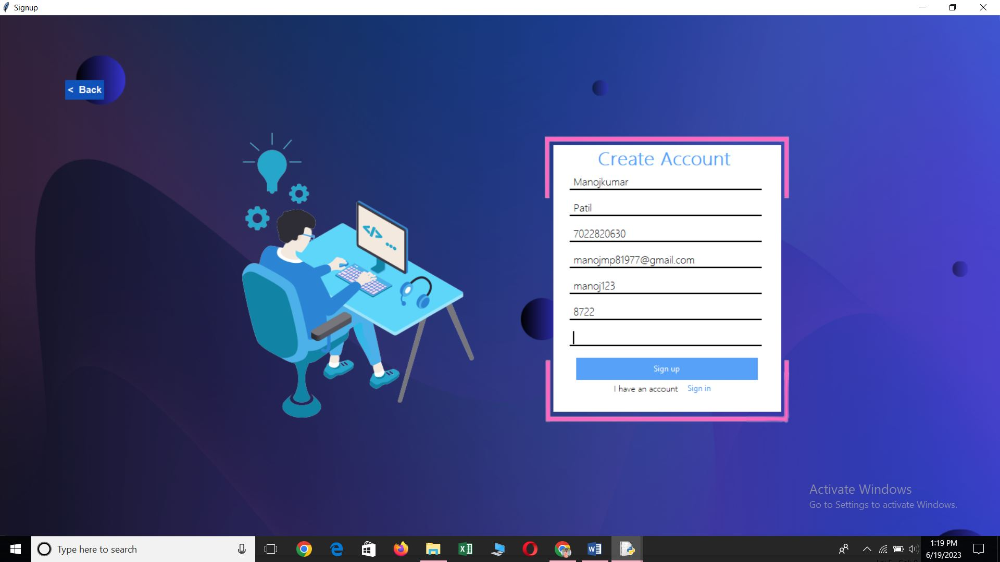 Signup
< Back
Create Account
Manojkumar
Patil
7022820630
manojmp81977@gmail.com
manoj123
8722
Sign up
I have an account Sign in
</> ...
Activate Windows
Go to Settings to activate Windows.
Type here to search
1:19 PM
6/19/2023